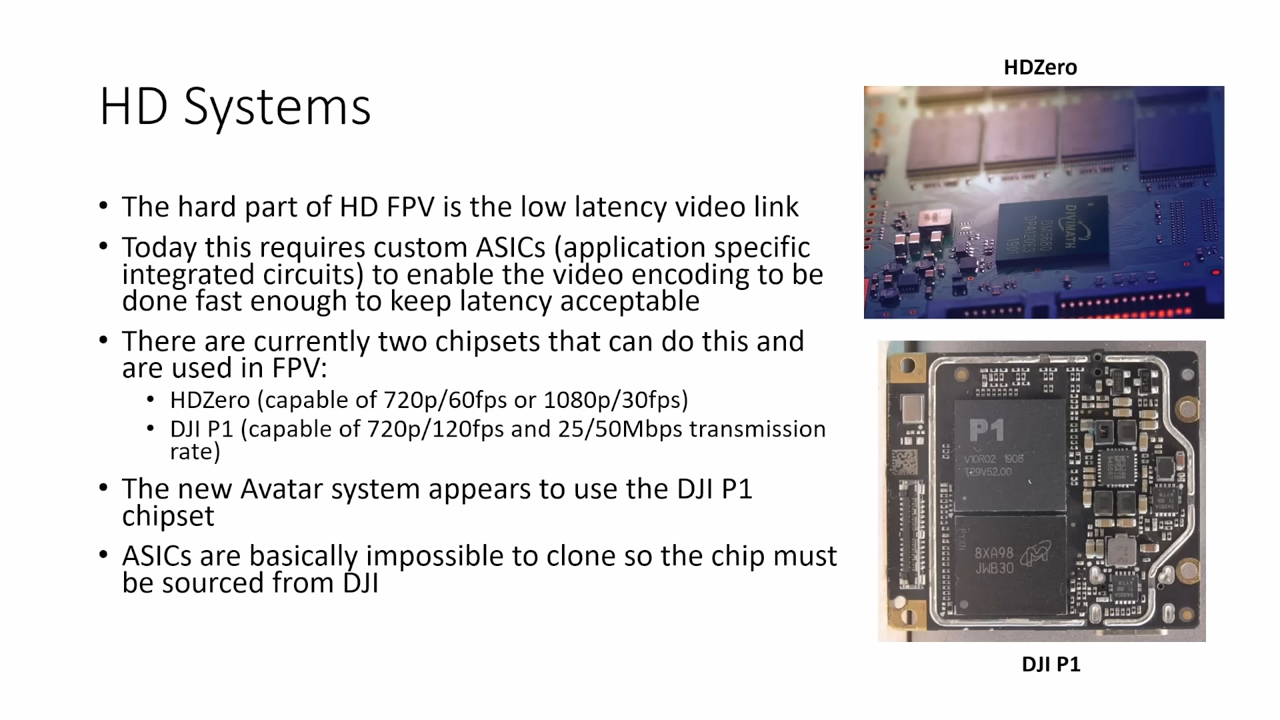 HD Systems
• The hard part of HD FPV is the low latency video link
• Today this requires custom ASICs (application specific
integrated circuits) to enable the video encoding to be
done fast enough to keep latency acceptable
• There are currently two chipsets that can do this and
are used in FPV:
• HDZero (capable of 720p/60fps or 1080p/30fps)
• DJI P1 (capable of 720p/120fps and 25/50Mbps transmission
rate)
• The new Avatar system appears to use the DJI P1
chipset
• ASICs are basically impossible to clone so the chip must
be sourced from DJI
HDZero
DIVIMATH
P1
V10R02 1908
8XA98
JWB30
DJI P1